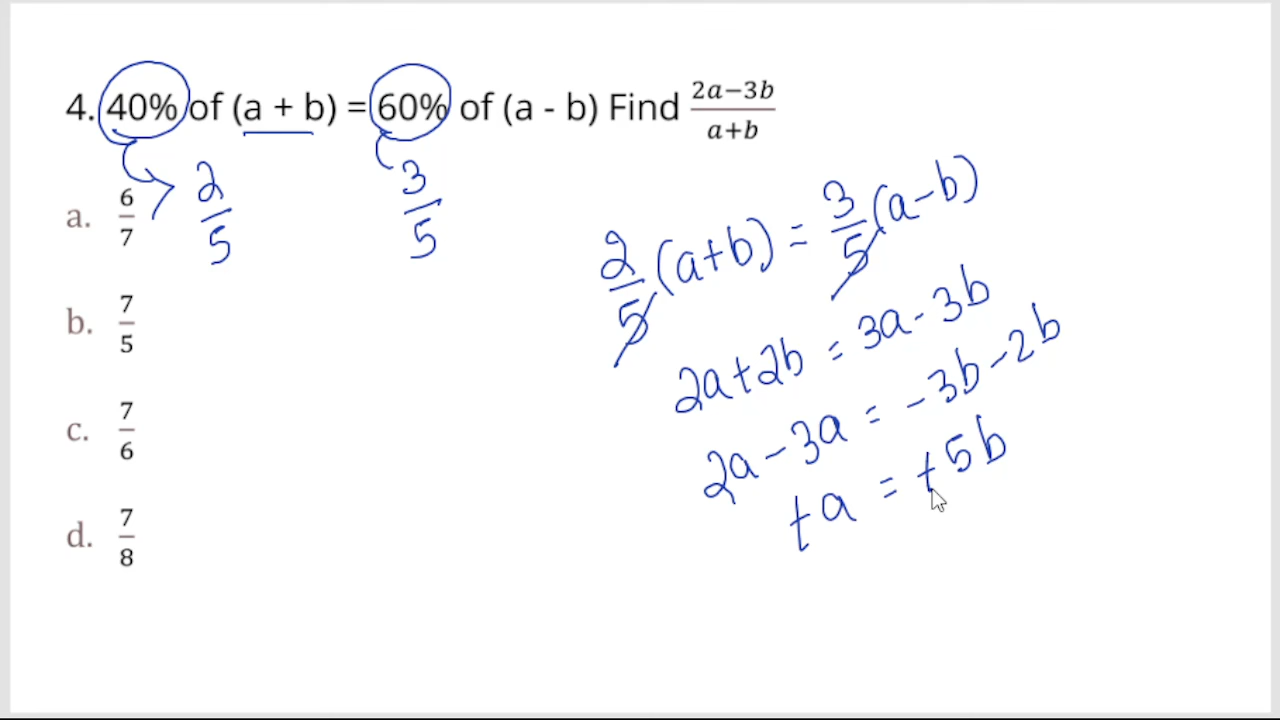 4. 40% of (a + b) = 60% of (a - b) Find 2a−3b/a+b
2/5
3/5
a. 6/7
b. 7/5
c. 7/6
d. 7/8
2/5 (a+b) = 3/5 (a-b)
2a+2b = 3a-3b
2a-3a = -3b-2b
+a = +5b